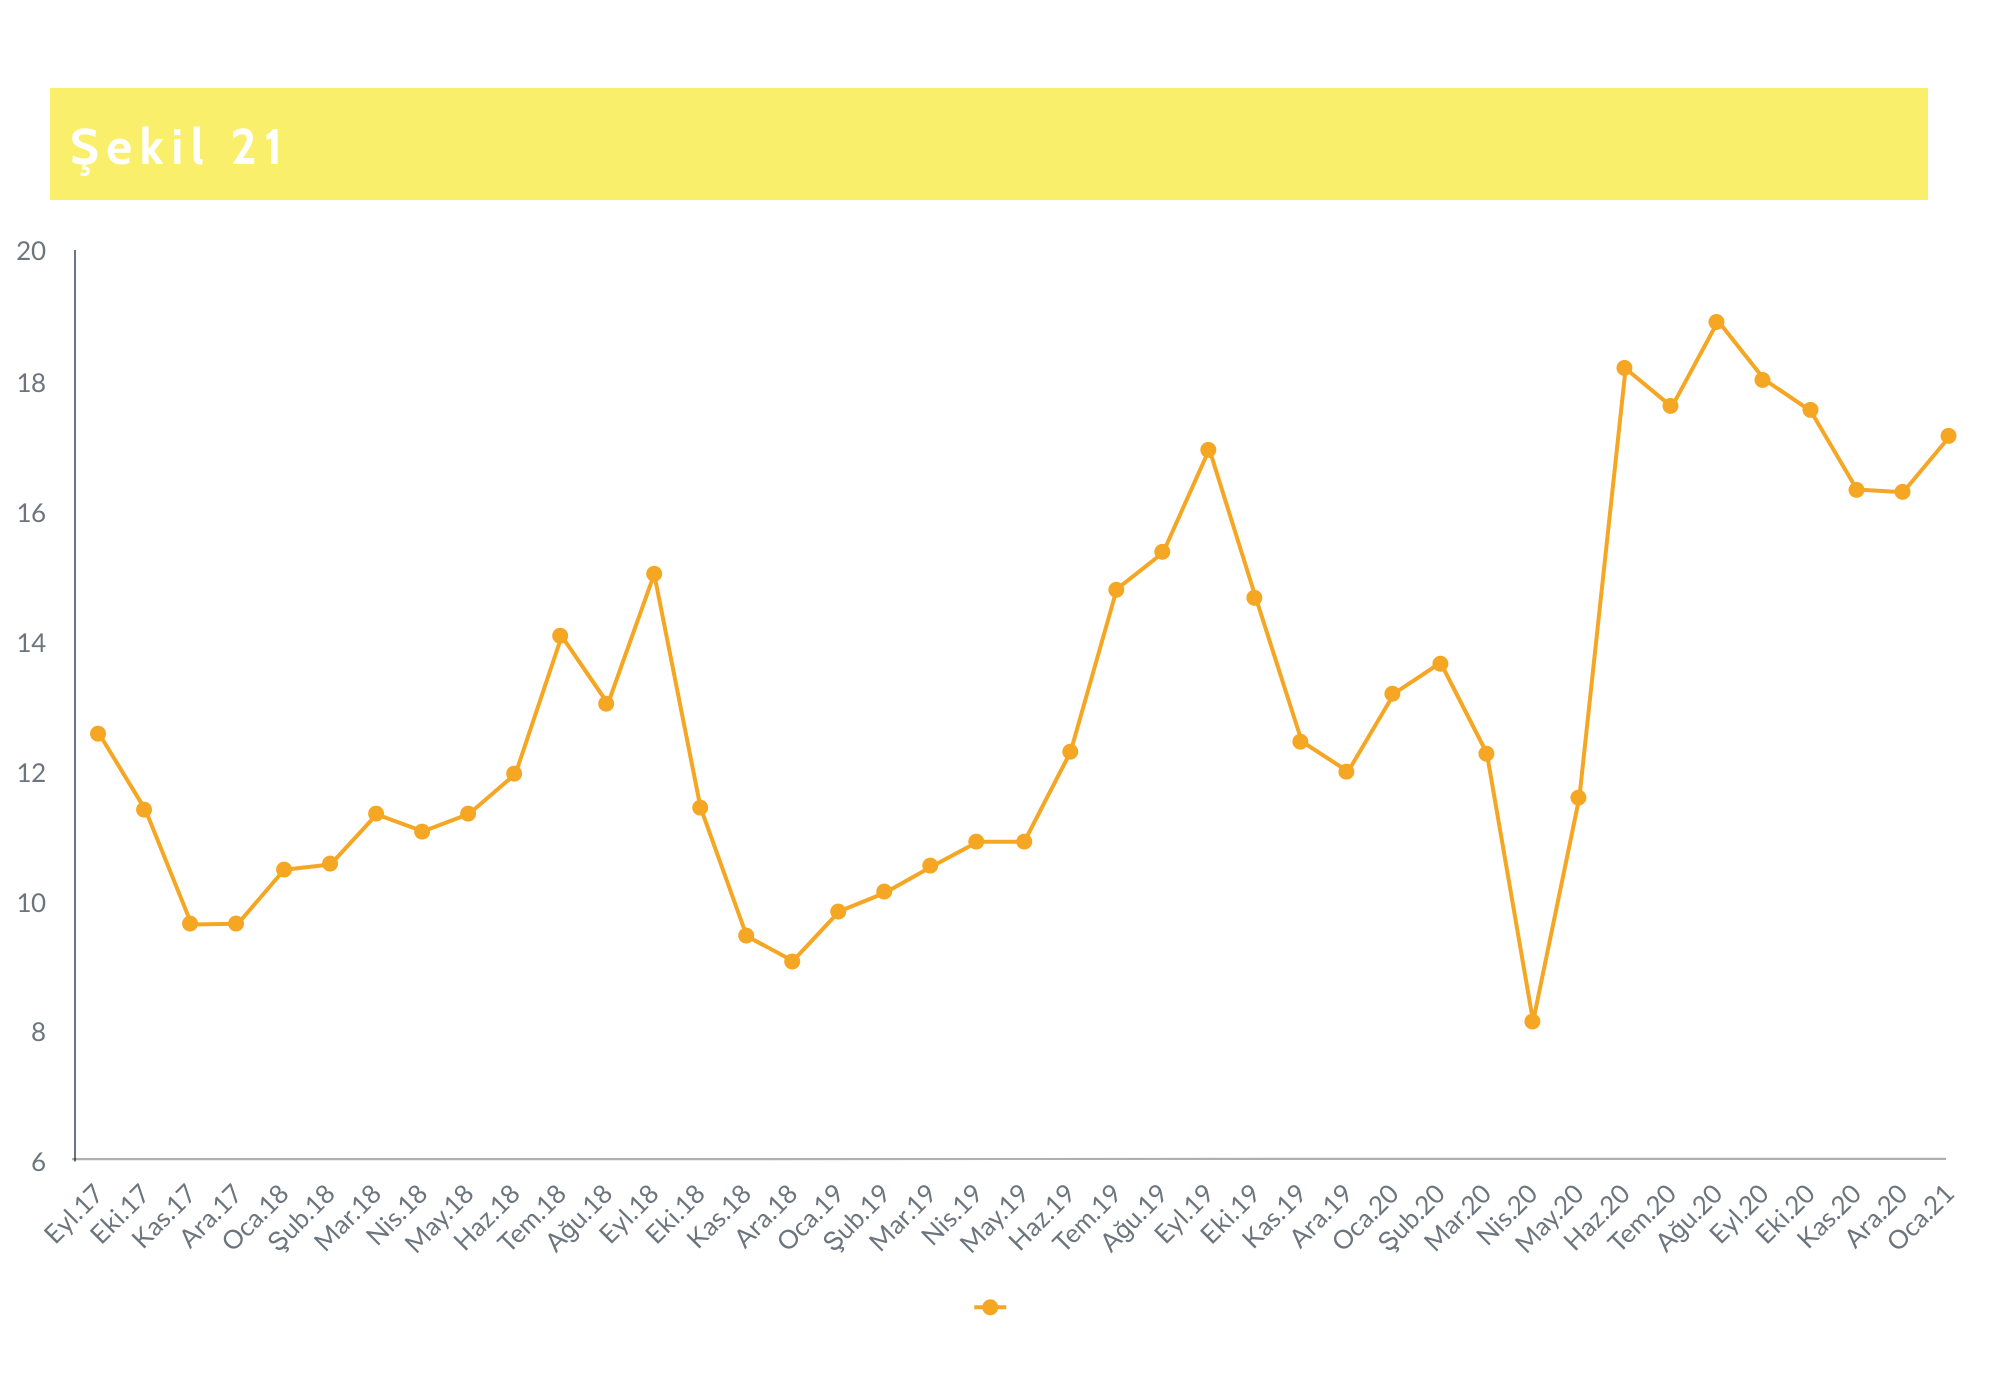 Şekil 21
20
18
16
14
12
10
8
6
Eyl.17
Eki.17
Kas.17
Ara.17
Oca.18
Şub.18
Mar.18
Nis.18
May.18
Haz.18
Tem.18
Ağu.18
Eyl.18
Eki.18
Kas.18
Ara.18
Oca.19
Şub.19
Mar.19
Nis.19
May.19
Haz.19
Tem.19
Ağu.19
Eyl.19
Eki.19
Kas.19
Ara.19
Oca.20
Şub.20
Mar.20
Nis.20
May.20
Haz.20
Tem.20
Ağu.20
Eyl.20
Eki.20
Kas.20
Ara.20
Oca.21